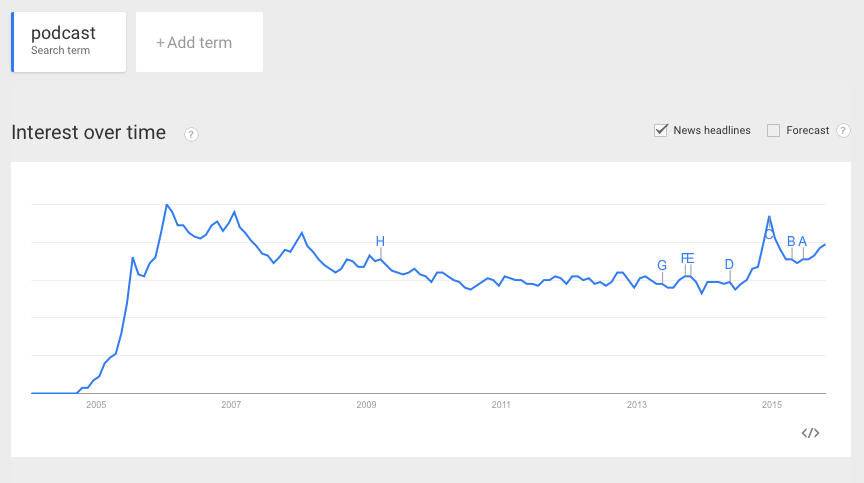 podcast
Search term
+Add term
Interest over time ?
News headlines
Forecast ?
H
G
F
E
D
C
B
A
2005
2007
2009
2011
2013
2015
</>